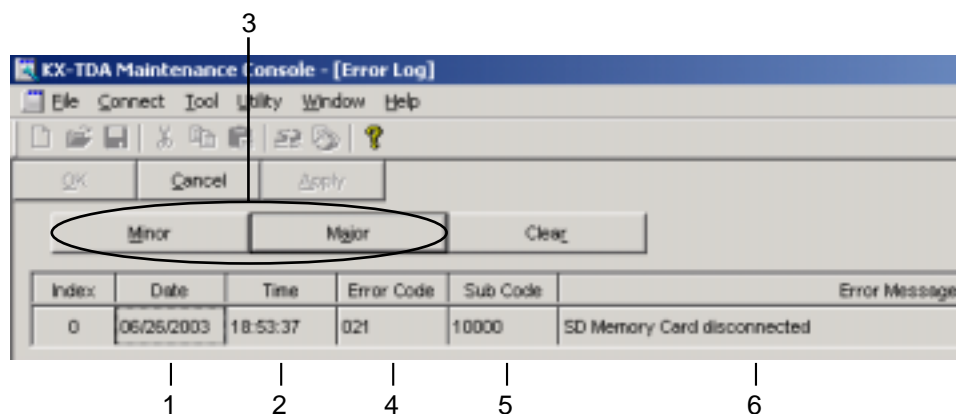 3
KX-TDA Maintenance Console - [Error Log]
File Connect Tool Utility Window Help
OK Cancel Apply
Minor Major Clear
Index Date Time Error Code Sub Code Error Message
0 06/26/2003 18:53:37 021 10000 SD Memory Card disconnected
1 2 4 5 6